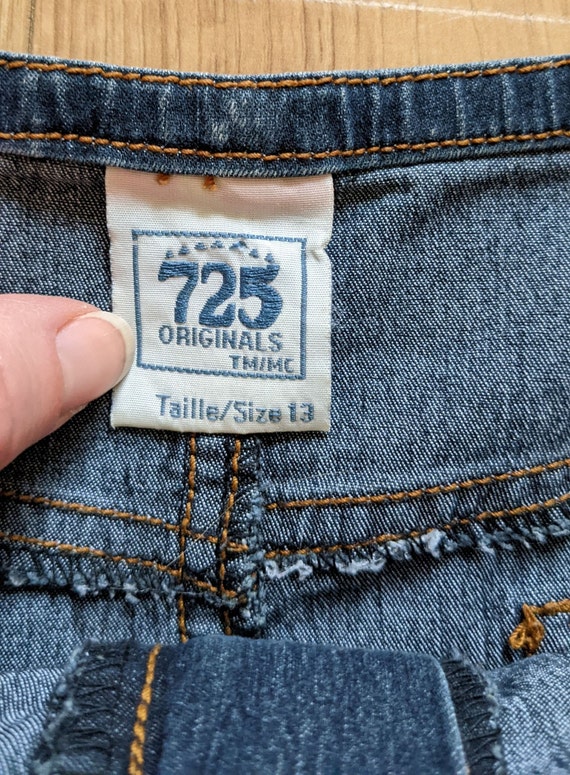 725
ORIGINALS
TM/MC
Taille/Size 13